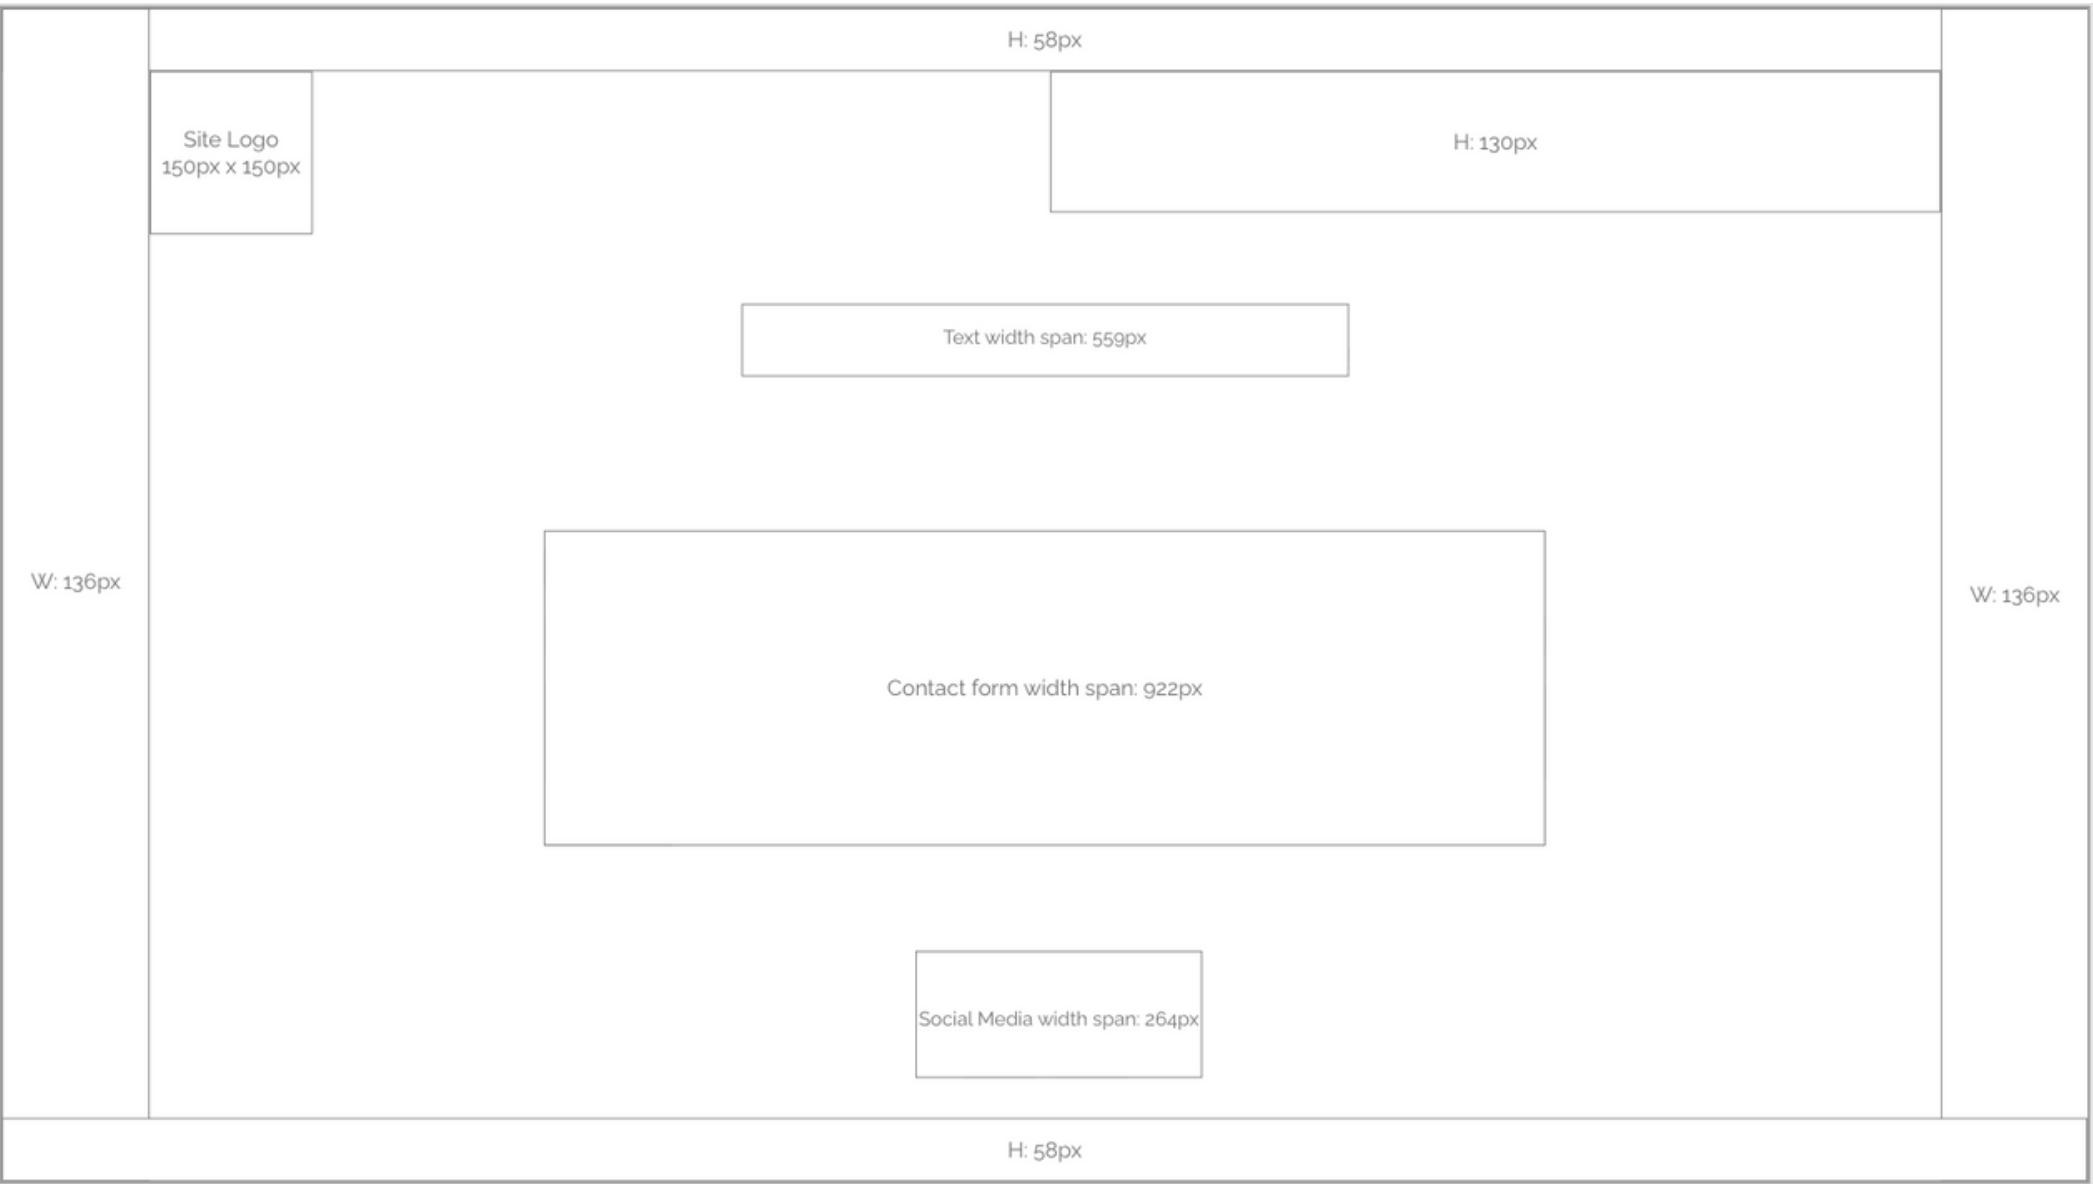 H: 58px
Site Logo
150px x 150px
H: 130px
Text width span: 559px
W: 136px
W: 136px
Contact form width span: 922px
Social Media width span: 264px
H: 58px